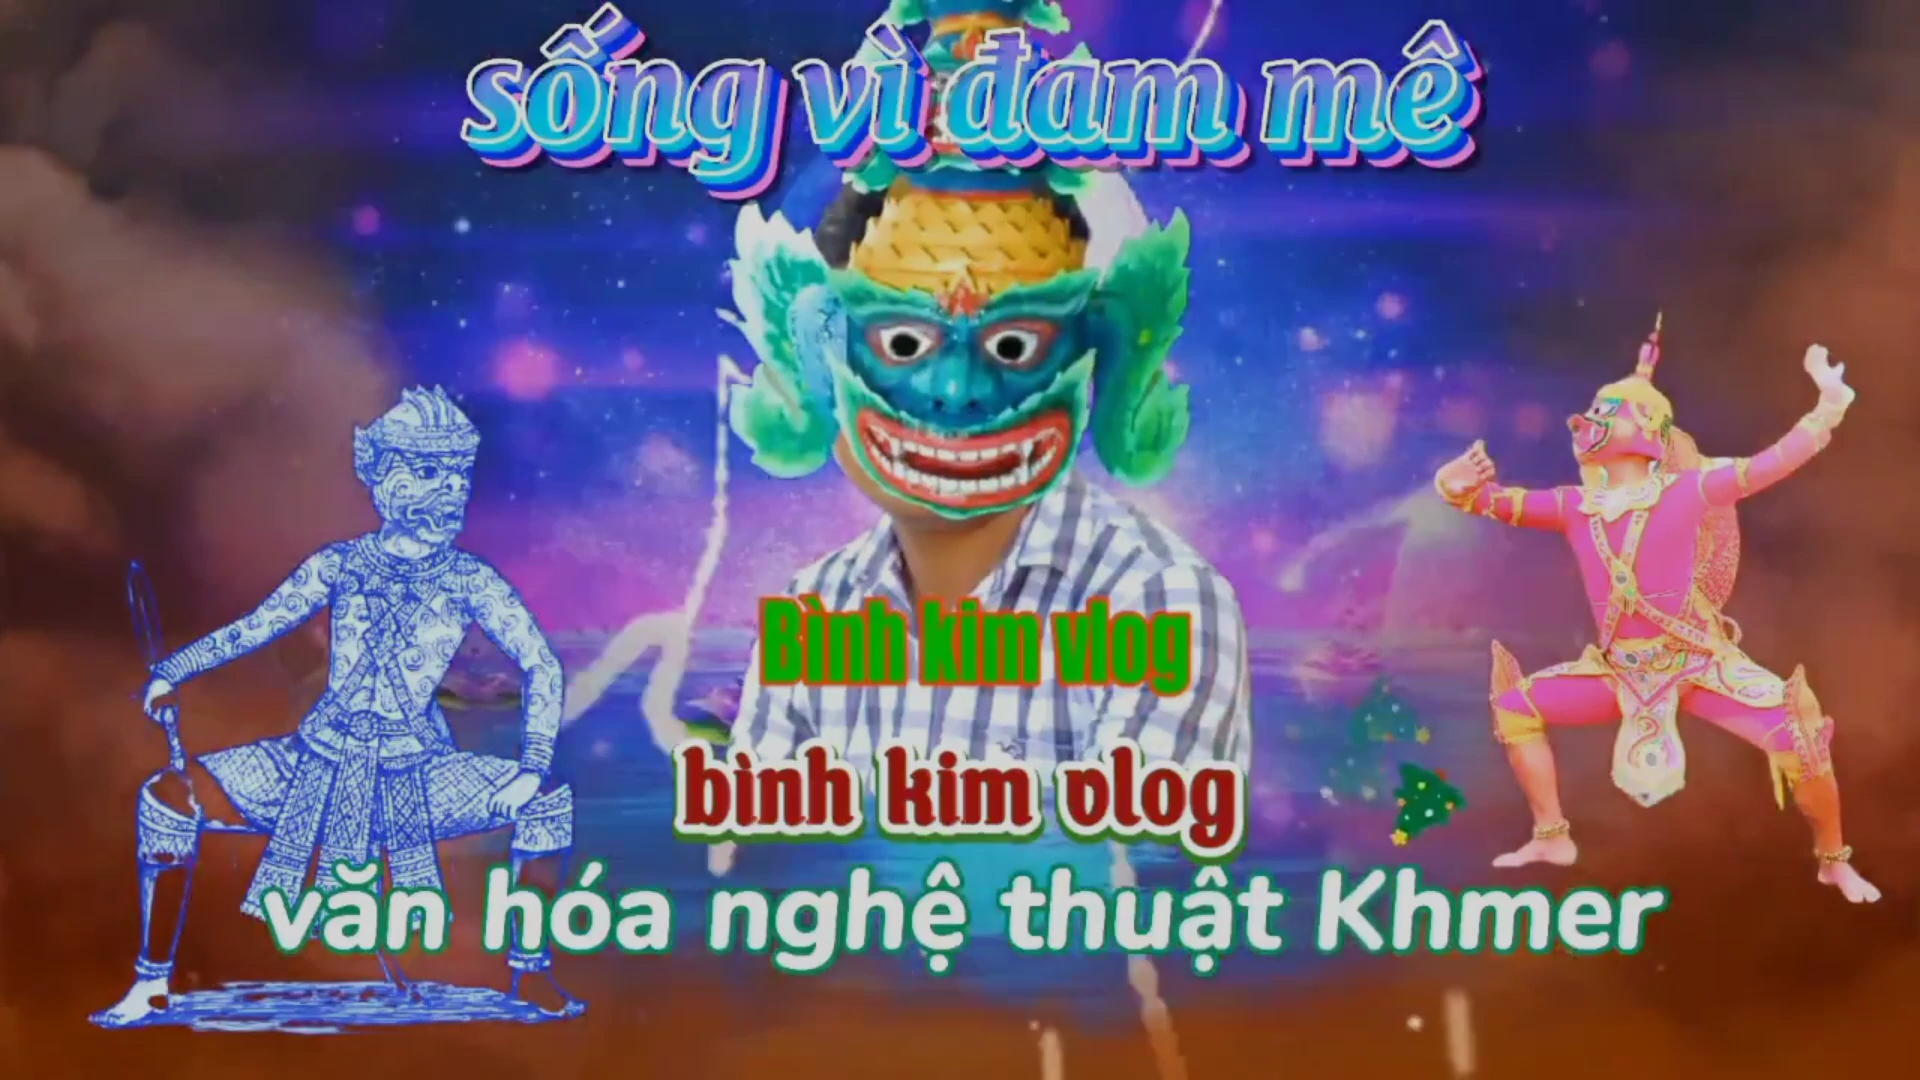 sống vì đam mê
Bình kim vlog
bình kim vlog
văn hóa nghệ thuật Khmer